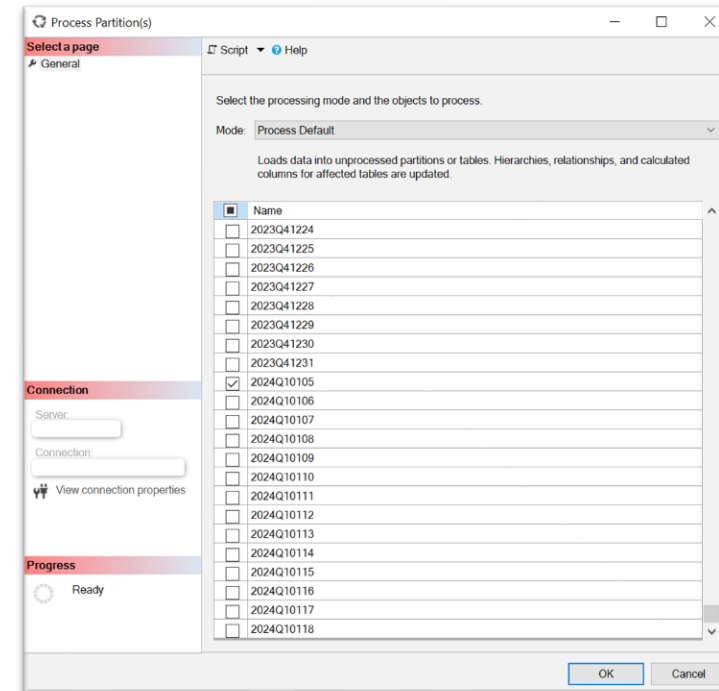 Process Partition(s)
Select a page
General
Script
Help
Select the processing mode and the objects to process.
Mode: Process Default
Loads data into unprocessed partitions or tables. Hierarchies, relationships, and calculated
columns for affected tables are updated.
Name
2023Q41224
2023Q41225
2023Q41226
2023Q41227
2023Q41228
2023Q41229
2023Q41230
2023Q41231
2024Q10105
2024Q10106
2024Q10107
2024Q10108
2024Q10109
2024Q10110
2024Q10111
2024Q10112
2024Q10113
2024Q10114
2024Q10115
2024Q10116
2024Q10117
2024Q10118
Connection
Server:
Connection:
View connection properties
Progress
Ready
OK
Cancel